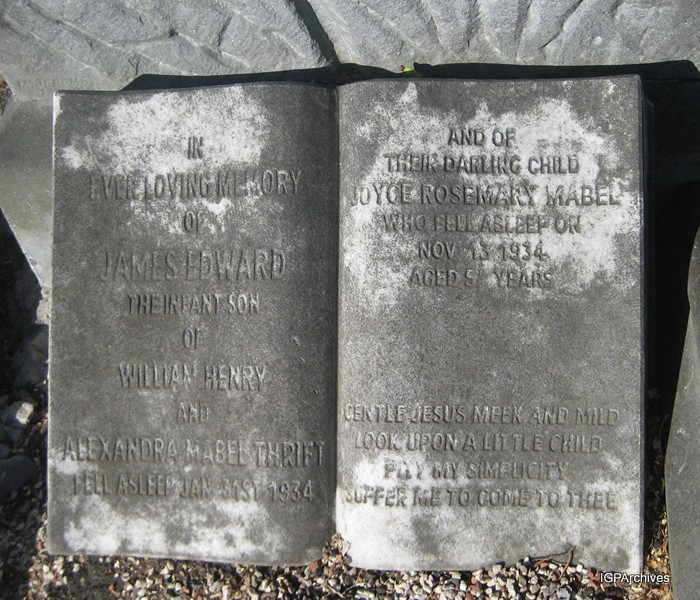 IN
EVER LOVING MEMORY
OF
JAMES EDWARD
THE INFANT SON
OF
WILLIAM HENRY
AND
ALEXANDRA MABEL THRIFT
FELL ASLEEP JAN 31ST 1934
AND OF
THEIR DARLING CHILD
JOYCE ROSEMARY MABEL
WHO FELL ASLEEP ON
NOV 13 1934
AGED 5 YEARS
GENTLE JESUS MEEK AND MILD
LOOK UPON A LITTLE CHILD
PITY MY SIMPLICITY
SUFFER ME TO COME TO THEE
IGPArchives